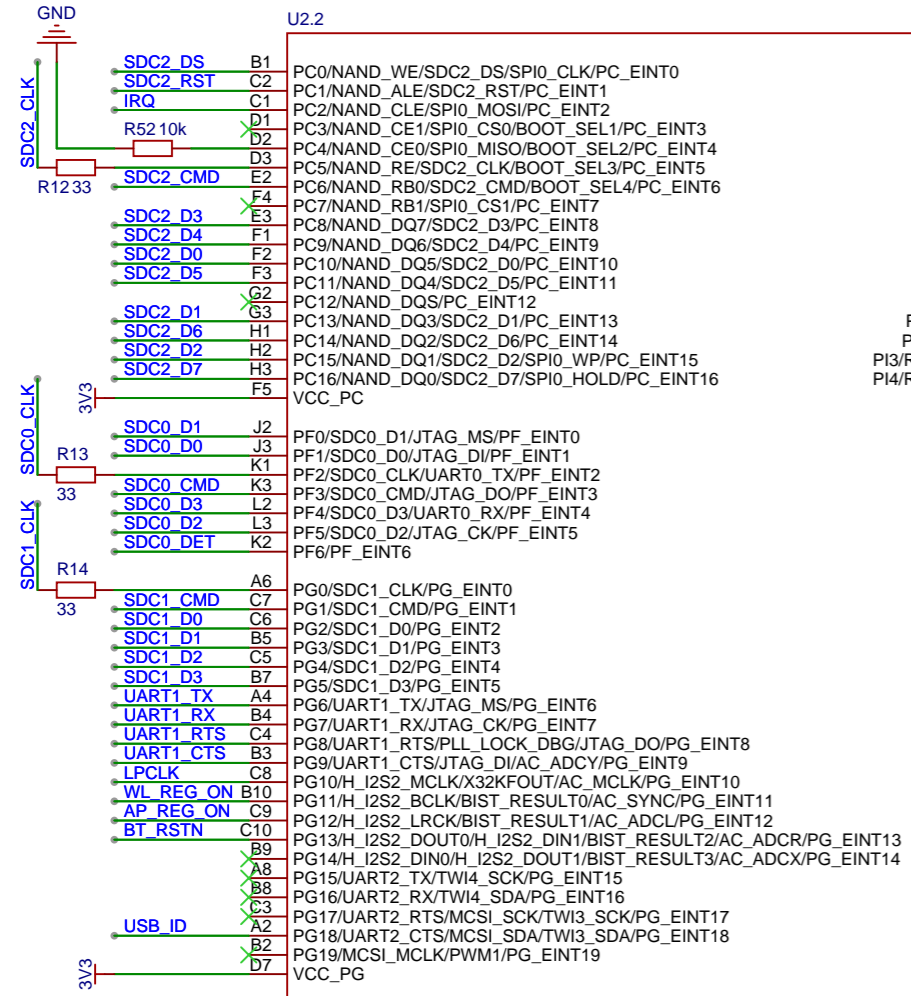 GND
U2.2
SDC2_DS B1 PC0/NAND_WE/SDC2_DS/SPI0_CLK/PC_EINT0
SDC2_RST C2 PC1/NAND_ALE/SDC2_RST/PC_EINT1
IRQ C1 PC2/NAND_CLE/SPI0_MOSI/PC_EINT2
D1 PC3/NAND_CE1/SPI0_CS0/BOOT_SEL1/PC_EINT3
SDC2_CLK
R52 10k D2 PC4/NAND_CE0/SPI0_MISO/BOOT_SEL2/PC_EINT4
R12 33 D3 PC5/NAND_RE/SDC2_CLK/BOOT_SEL3/PC_EINT5
SDC2_CMD E2 PC6/NAND_RB0/SDC2_CMD/BOOT_SEL4/PC_EINT6
F4 PC7/NAND_RB1/SPI0_CS1/PC_EINT7
SDC2_D3 E3 PC8/NAND_DQ7/SDC2_D3/PC_EINT8
SDC2_D4 F1 PC9/NAND_DQ6/SDC2_D4/PC_EINT9
SDC2_D0 F2 PC10/NAND_DQ5/SDC2_D0/PC_EINT10
SDC2_D5 F3 PC11/NAND_DQ4/SDC2_D5/PC_EINT11
G2 PC12/NAND_DQS/PC_EINT12
SDC2_D1 G3 PC13/NAND_DQ3/SDC2_D1/PC_EINT13
SDC2_D6 H1 PC14/NAND_DQ2/SDC2_D6/PC_EINT14
SDC2_D2 H2 PC15/NAND_DQ1/SDC2_D2/SPI0_WP/PC_EINT15 PI3/R
SDC2_D7 H3 PC16/NAND_DQ0/SDC2_D7/SPI0_HOLD/PC_EINT16 PI4/R
3V3 F5 VCC_PC
SDC0_CLK
SDC0_D1 J2 PF0/SDC0_D1/JTAG_MS/PF_EINT0
SDC0_D0 J3 PF1/SDC0_D0/JTAG_DI/PF_EINT1
R13 33 K1 PF2/SDC0_CLK/UART0_TX/PF_EINT2
SDC0_CMD K3 PF3/SDC0_CMD/JTAG_DO/PF_EINT3
SDC0_D3 L2 PF4/SDC0_D3/UART0_RX/PF_EINT4
SDC0_D2 L3 PF5/SDC0_D2/JTAG_CK/PF_EINT5
SDC0_DET K2 PF6/PF_EINT6
SDC1_CLK
R14 33 A6 PG0/SDC1_CLK/PG_EINT0
SDC1_CMD C7 PG1/SDC1_CMD/PG_EINT1
SDC1_D0 C6 PG2/SDC1_D0/PG_EINT2
SDC1_D1 B5 PG3/SDC1_D1/PG_EINT3
SDC1_D2 C5 PG4/SDC1_D2/PG_EINT4
SDC1_D3 B7 PG5/SDC1_D3/PG_EINT5
UART1_TX A4 PG6/UART1_TX/JTAG_MS/PG_EINT6
UART1_RX B4 PG7/UART1_RX/JTAG_CK/PG_EINT7
UART1_RTS C4 PG8/UART1_RTS/PLL_LOCK_DBG/JTAG_DO/PG_EINT8
UART1_CTS B3 PG9/UART1_CTS/JTAG_DI/AC_ADCY/PG_EINT9
LPCLK C8 PG10/H_I2S2_MCLK/X32KFOUT/AC_MCLK/PG_EINT10
WL_REG_ON B10 PG11/H_I2S2_BCLK/BIST_RESULT0/AC_SYNC/PG_EINT11
AP_REG_ON C9 PG12/H_I2S2_LRCK/BIST_RESULT1/AC_ADCL/PG_EINT12
BT_RSTN C10 PG13/H_I2S2_DOUT0/H_I2S2_DIN1/BIST_RESULT2/AC_ADCR/PG_EINT13
B9 PG14/H_I2S2_DIN0/H_I2S2_DOUT1/BIST_RESULT3/AC_ADCX/PG_EINT14
A8 PG15/UART2_TX/TWI4_SCK/PG_EINT15
B8 PG16/UART2_RX/TWI4_SDA/PG_EINT16
C3 PG17/UART2_RTS/MCSI_SCK/TWI3_SCK/PG_EINT17
USB_ID A2 PG18/UART2_CTS/MCSI_SDA/TWI3_SDA/PG_EINT18
B2 PG19/MCSI_MCLK/PWM1/PG_EINT19
3V3 D7 VCC_PG